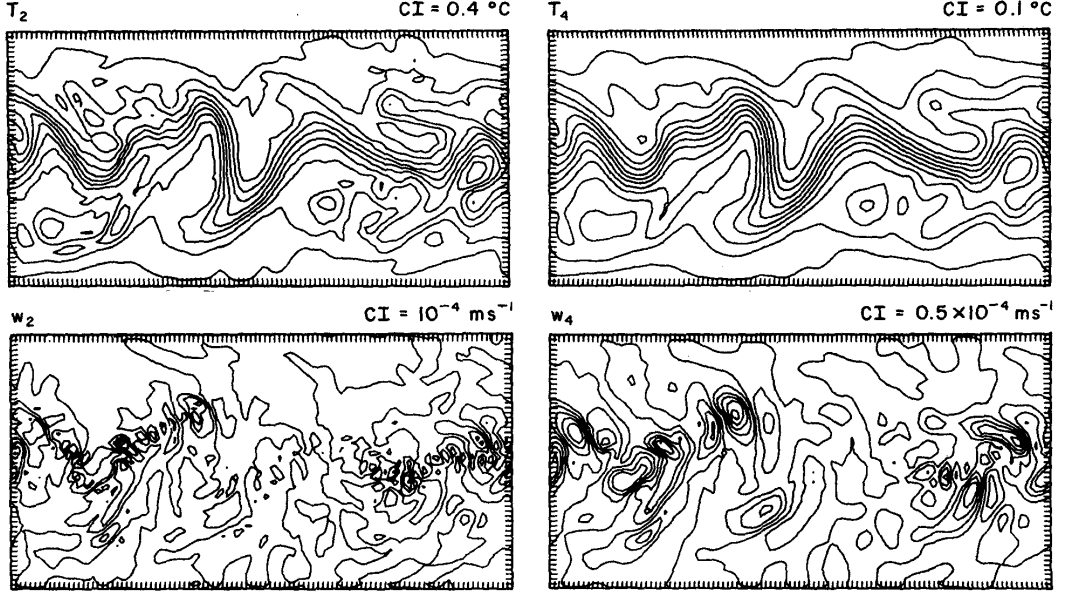 T₂ CI = 0.4 °C
T₄ CI = 0.1 °C
w₂ CI = 10⁻⁴ ms⁻¹
w₄ CI = 0.5×10⁻⁴ ms⁻¹